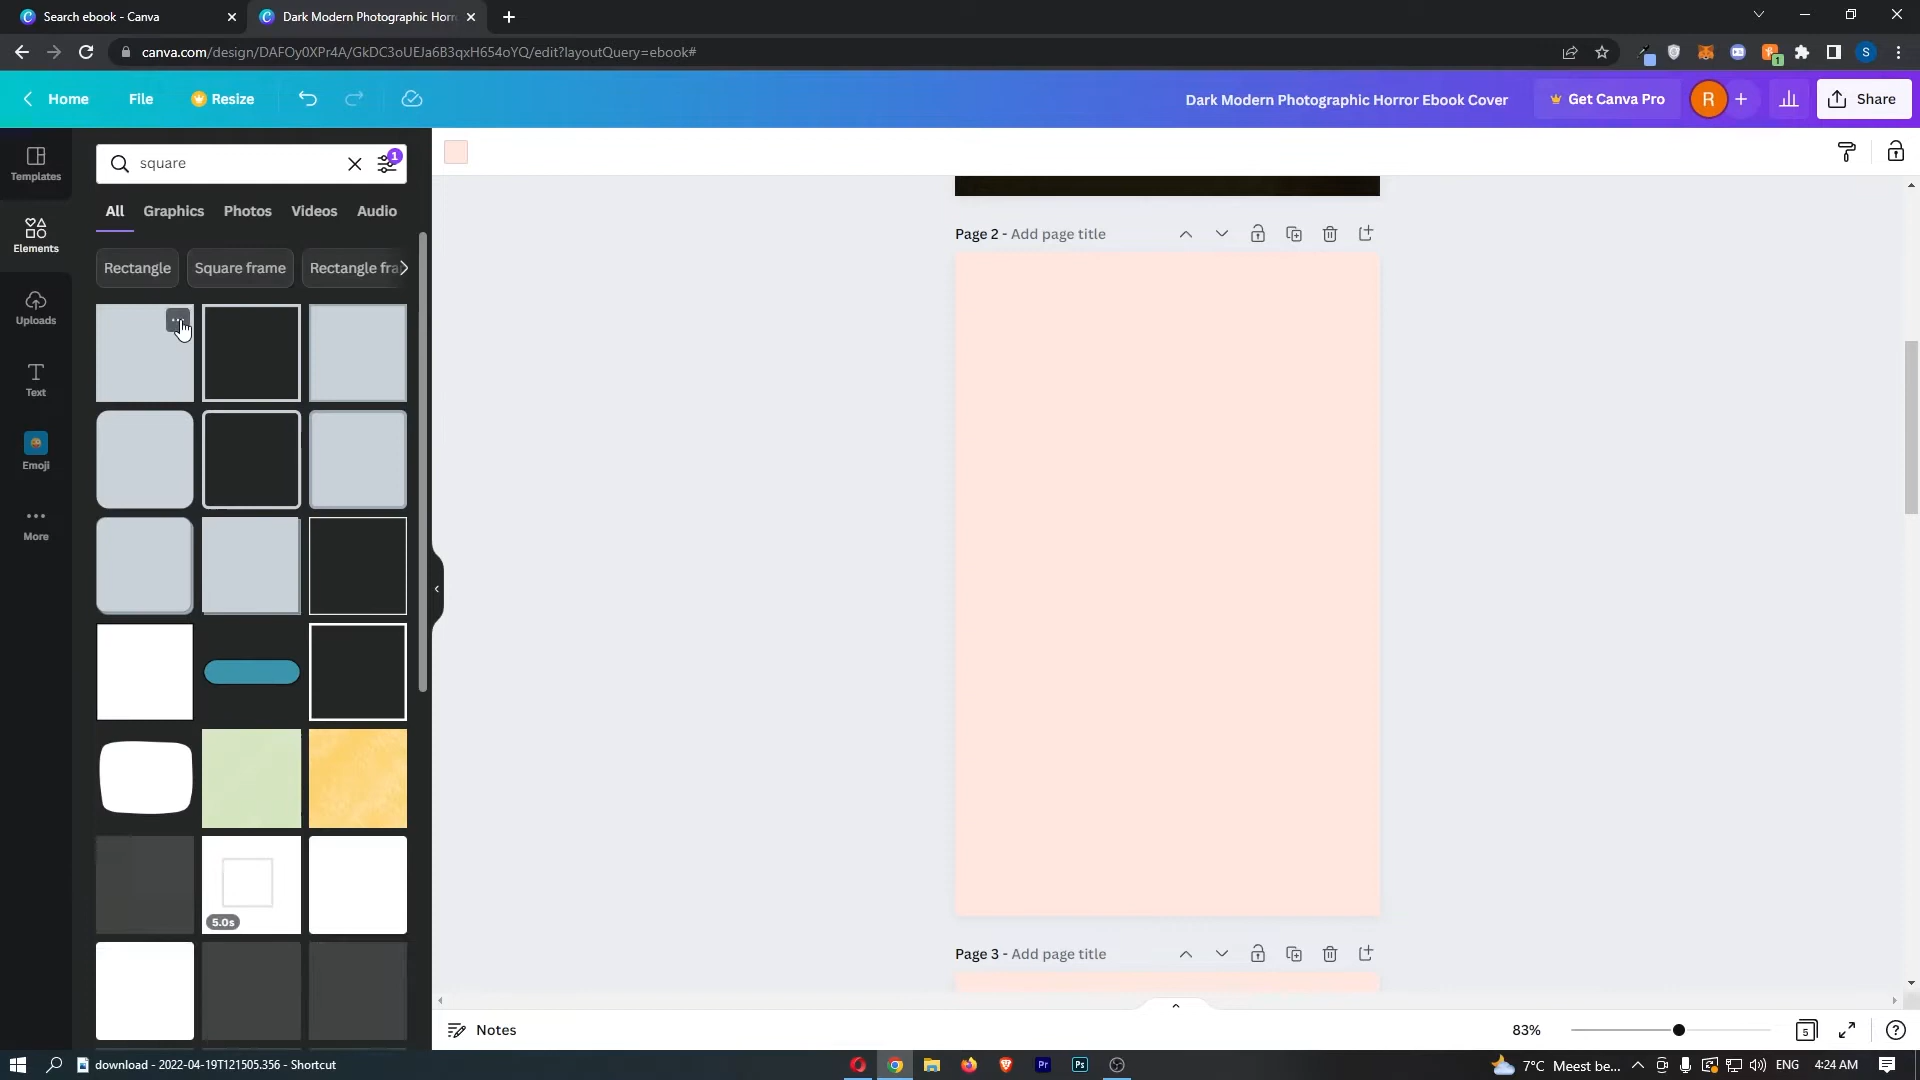 Search ebook - Canva
Dark Modern Photographic Horr
canva.com/design/DAFOy0XPr4A/GkDC3oUEJa6B3qxH654oYQ/edit?layoutQuery=ebook#
S
1
Home
File
Resize
Dark Modern Photographic Horror Ebook Cover
Get Canva Pro
R
Share
Templates
Elements
Uploads
Text
Emoji
More
square
1
All
Graphics
Photos
Videos
Audio
Rectangle
Square frame
Rectangle fra
5.0s
Page 2 - Add page title
Page 3 - Add page title
Notes
83%
5
download - 2022-04-19T121505.356 - Shortcut
Pr
Ps
7°C Meest be...
ENG
4:24 AM